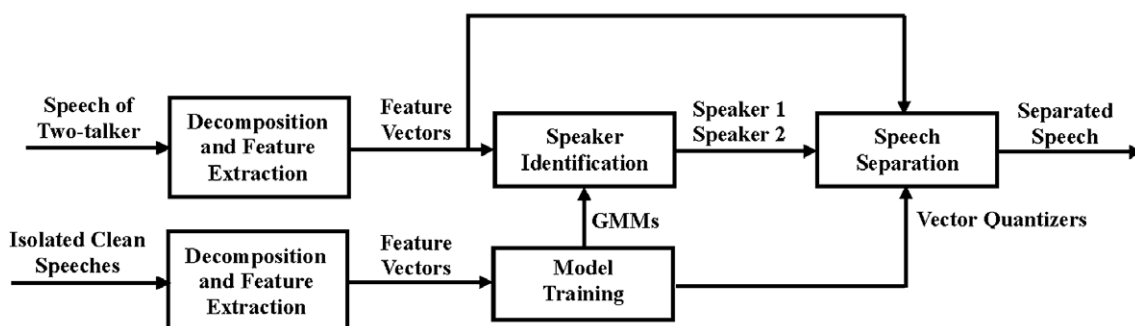 Speech of
Two-talker
Decomposition
and Feature
Extraction
Feature
Vectors
Speaker
Identification
Speaker 1
Speaker 2
Speech
Separation
Separated
Speech
GMMs
Vector Quantizers
Isolated Clean
Speeches
Decomposition
and Feature
Extraction
Feature
Vectors
Model
Training